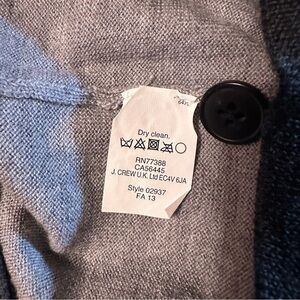 Dry clean.
RN77388
CA56445
J. CREW U.K. Ltd EC4V 6JA
Style 02937
FA 13